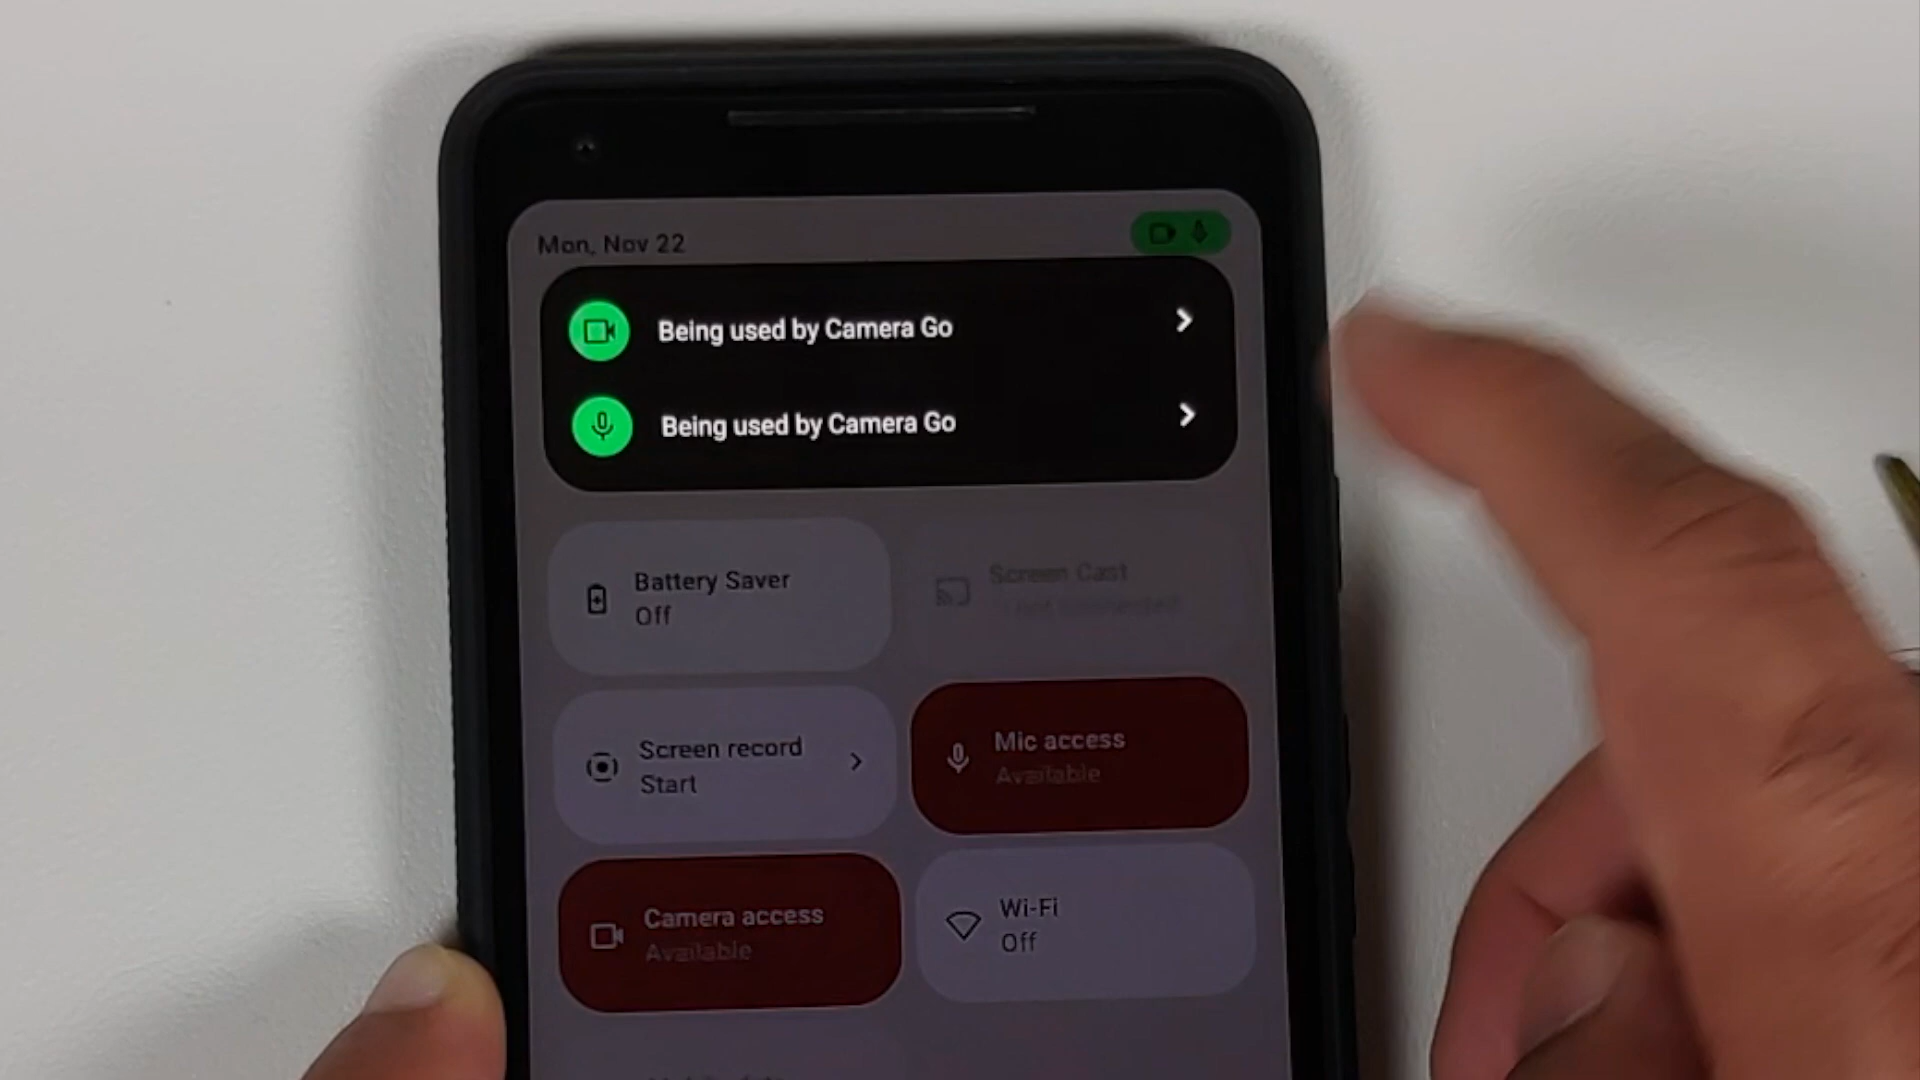 Mon, Nov 22
Being used by Camera Go
Being used by Camera Go
Battery Saver
Off
Screen Cast
Screen record
Start
Mic access
Available
Camera access
Available
Wi-Fi
Off